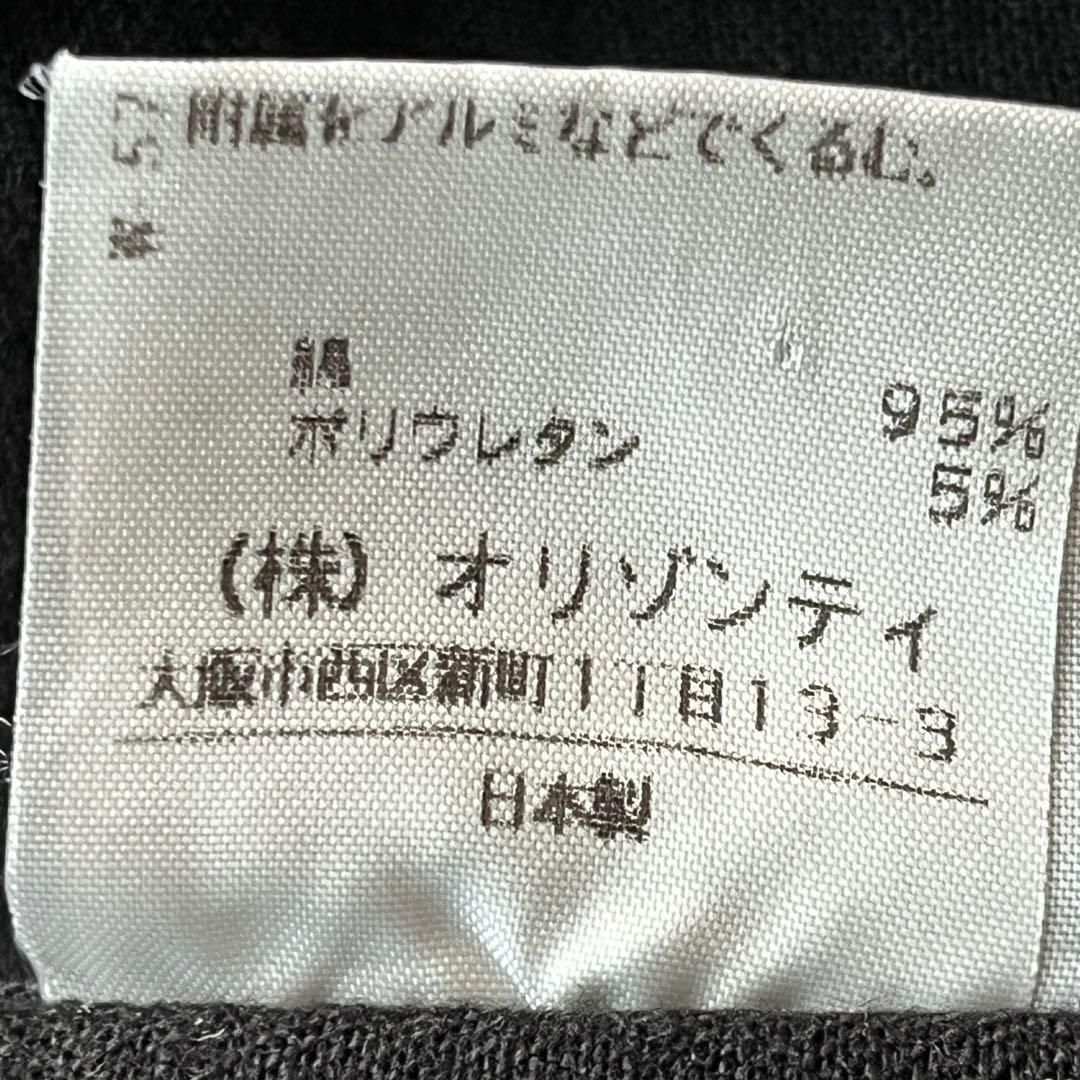 附属をアルミなどでくるむ。
綿 95%
ポリウレタン 5%
(株) オリゾンティ
大阪市西区新町1丁目13-3
日本製